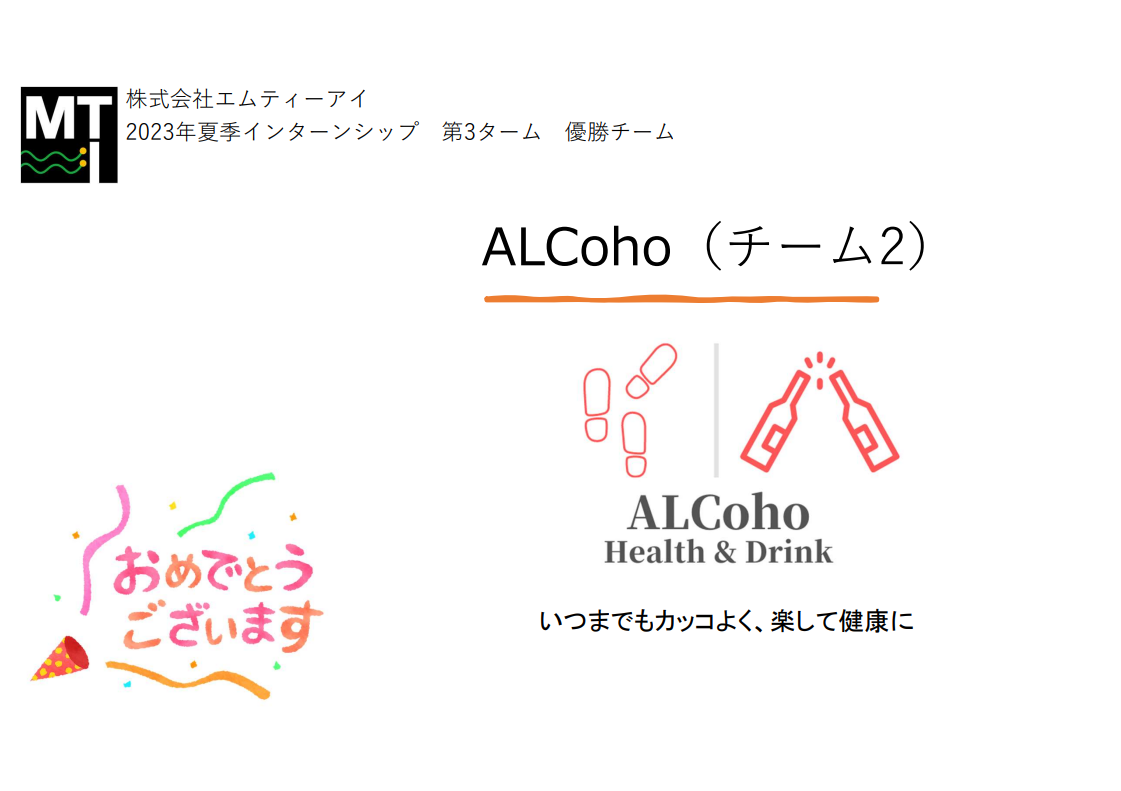 MT
I
株式会社エムティーアイ
2023年夏季インターンシップ　第3ターム　優勝チーム
ALCoho（チーム2）
ALCoho
Health & Drink
いつまでもカッコよく、楽して健康に
おめでとう
ございます